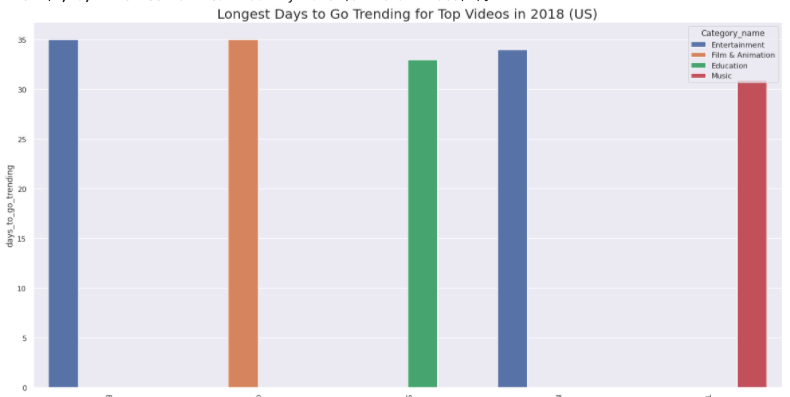 Longest Days to Go Trending for Top Videos in 2018 (US)
Category_name
Entertainment
Film & Animation
Education
Music
days_to_go_trending
35
30
25
20
15
10
5
0